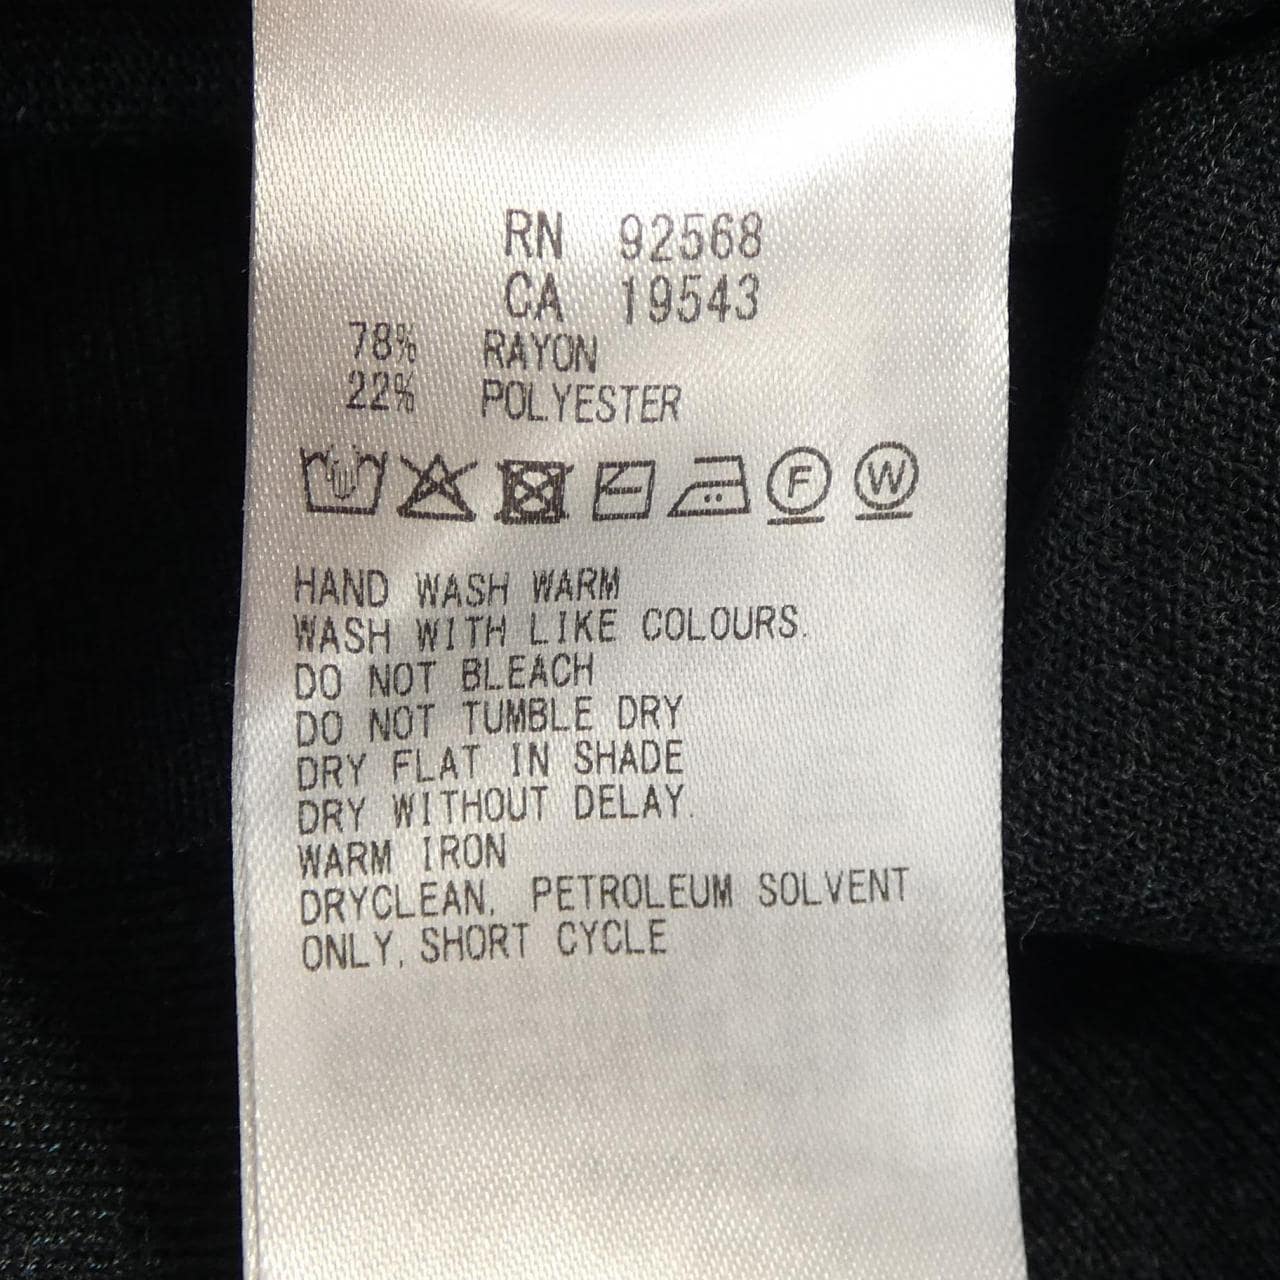 RN 92568
CA 19543
78% RAYON
22% POLYESTER
F W
HAND WASH WARM
WASH WITH LIKE COLOURS.
DO NOT BLEACH
DO NOT TUMBLE DRY
DRY FLAT IN SHADE
DRY WITHOUT DELAY.
WARM IRON
DRYCLEAN, PETROLEUM SOLVENT
ONLY, SHORT CYCLE